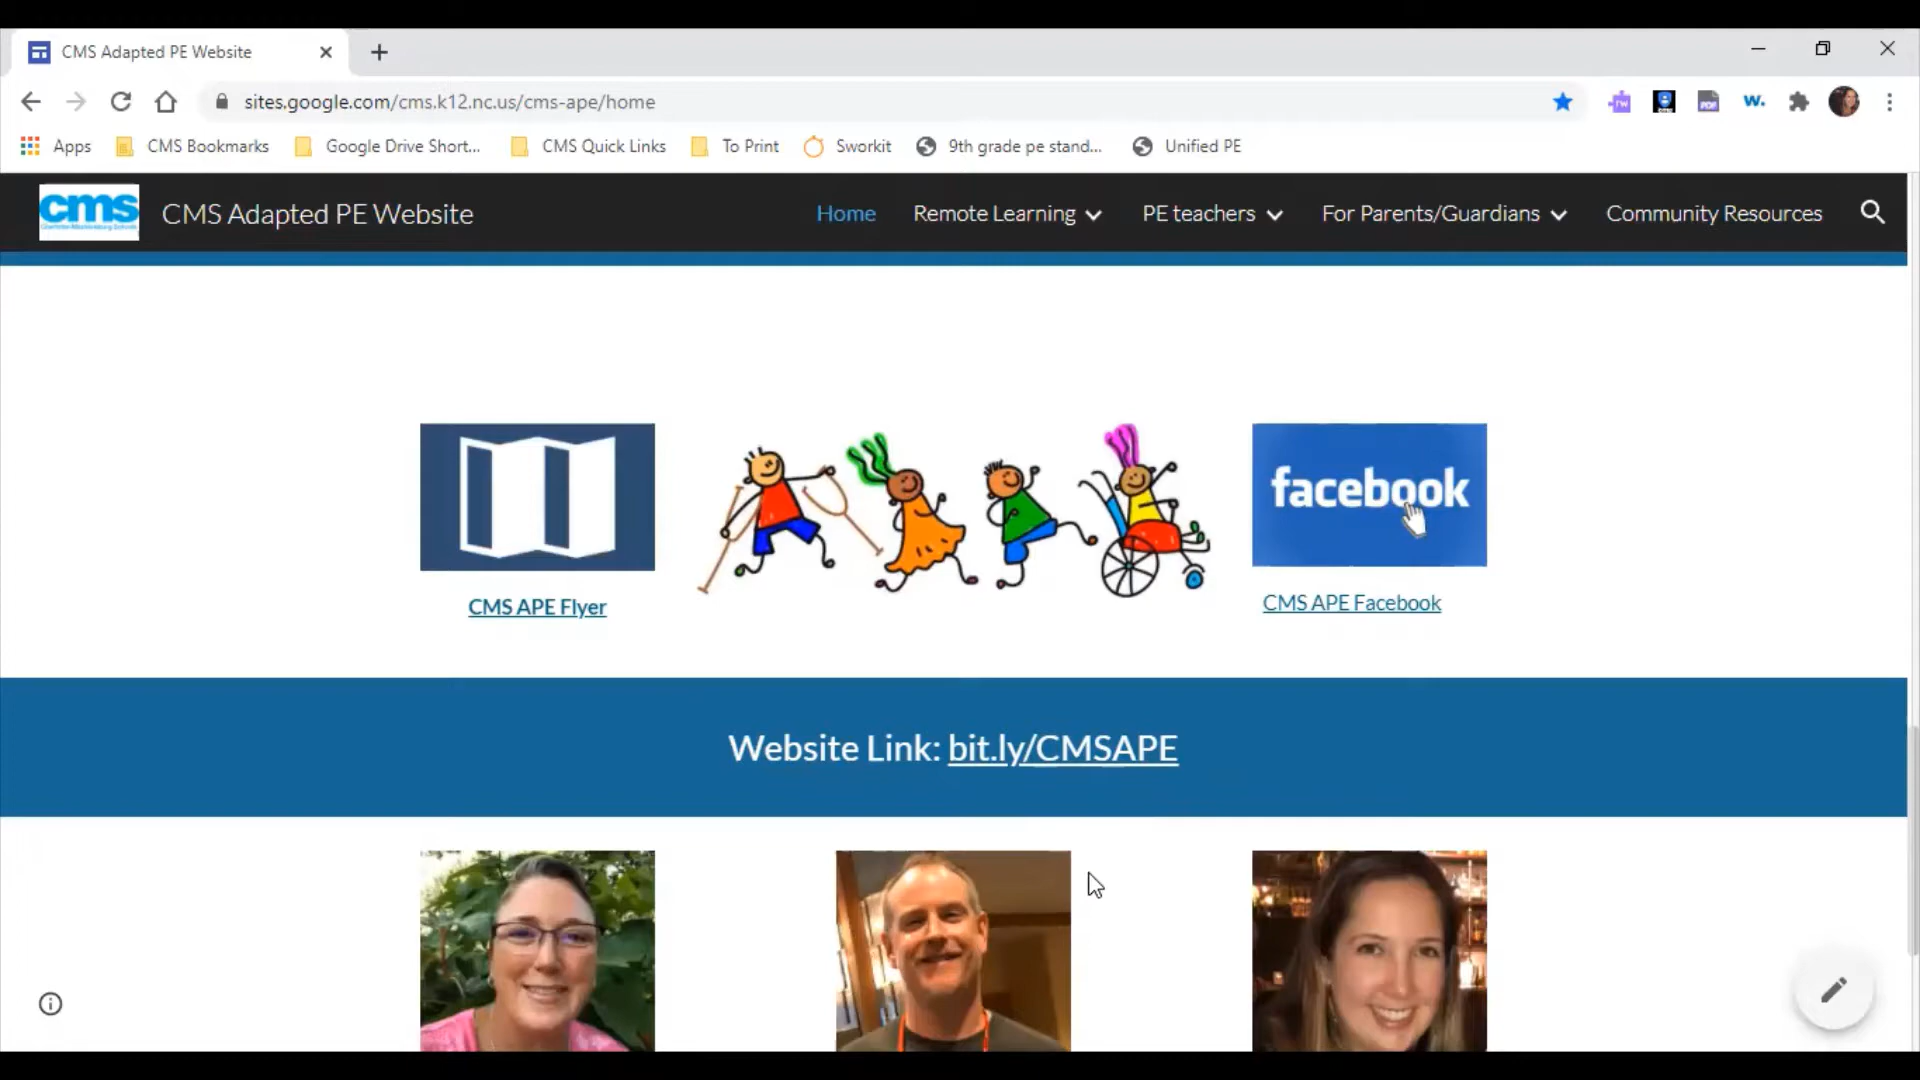 CMS Adapted PE Website
sites.google.com/cms.k12.nc.us/cms-ape/home
rw
PDF
w.
Apps
CMS Bookmarks
Google Drive Short...
CMS Quick Links
To Print
Sworkit
9th grade pe stand...
Unified PE
cms
CMS Adapted PE Website
Home
Remote Learning
PE teachers
For Parents/Guardians
Community Resources
facebook
CMS APE Flyer
CMS APE Facebook
Website Link: bit.ly/CMSAPE